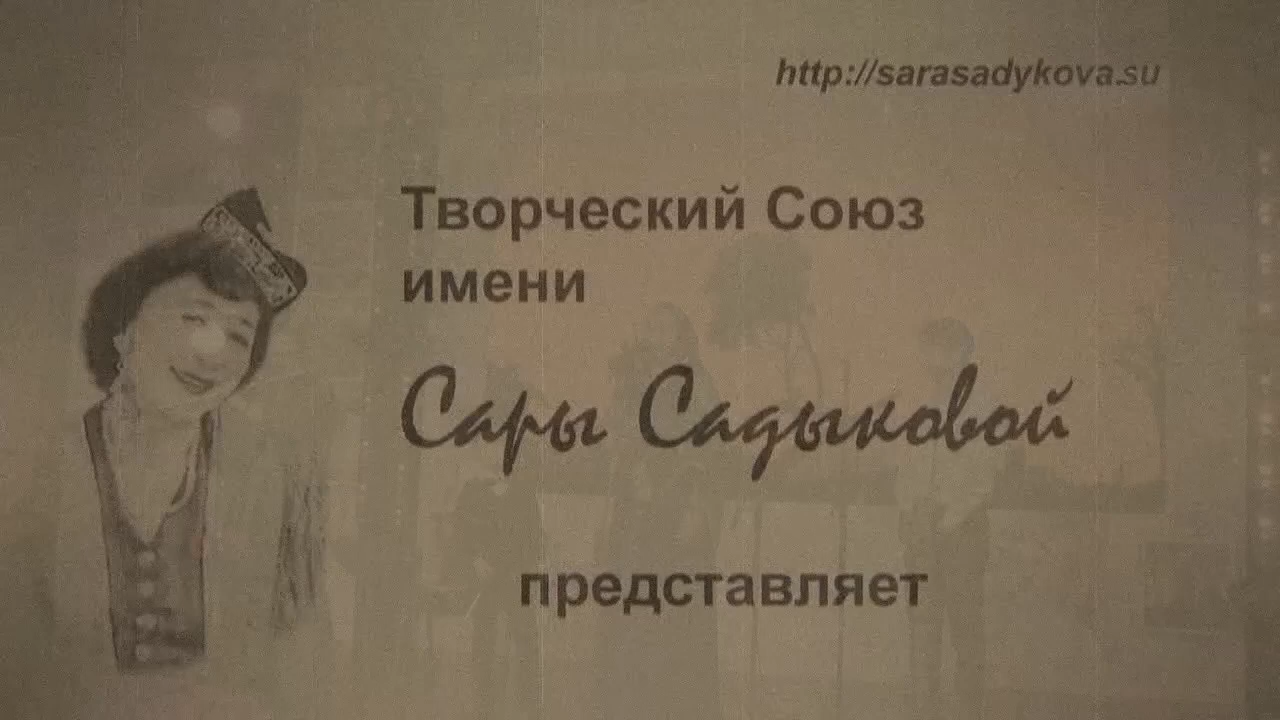 http://sarasadykova.su
Творческий Союз
имени
Сары Садыковой
представляет